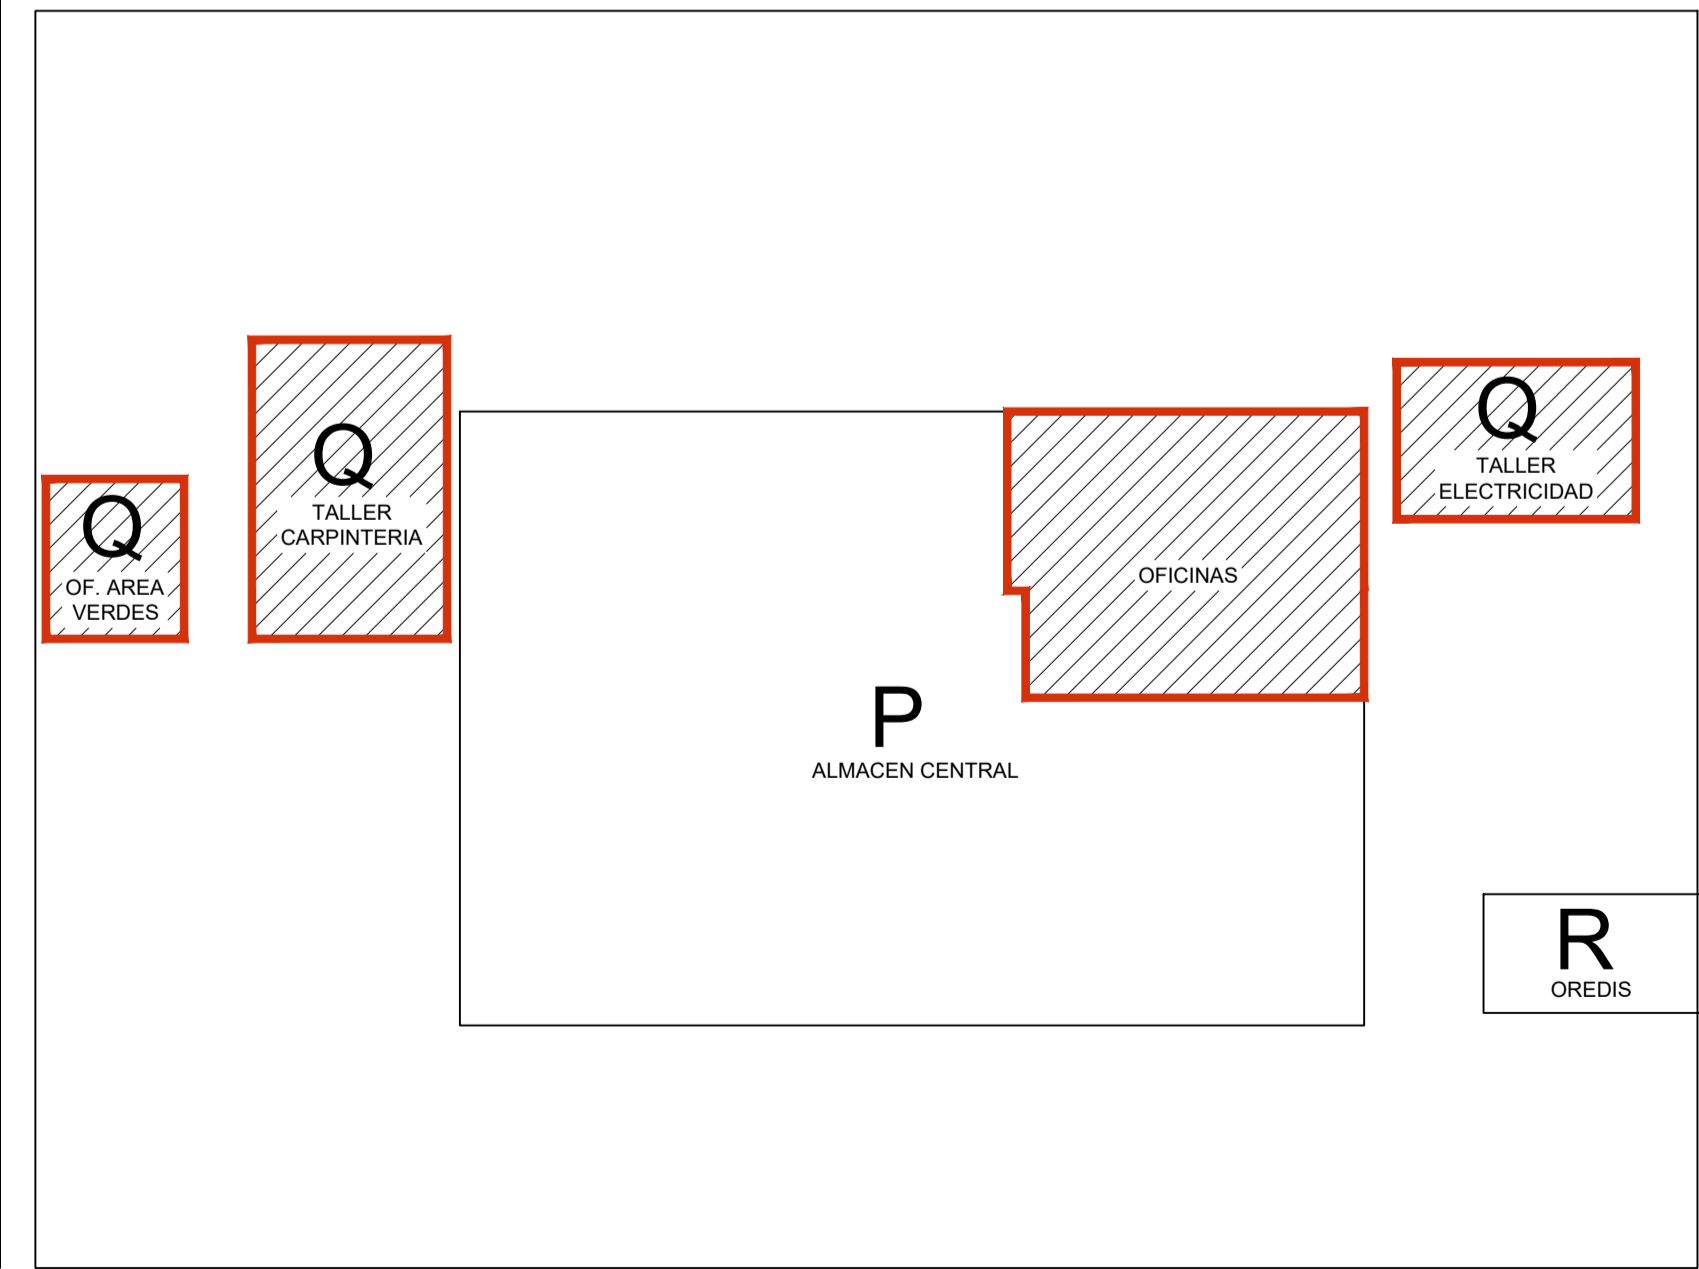 Q
OF. AREA
VERDES
Q
TALLER
CARPINTERIA
OFICINAS
Q
TALLER
ELECTRICIDAD
P
ALMACEN CENTRAL
R
OREDIS